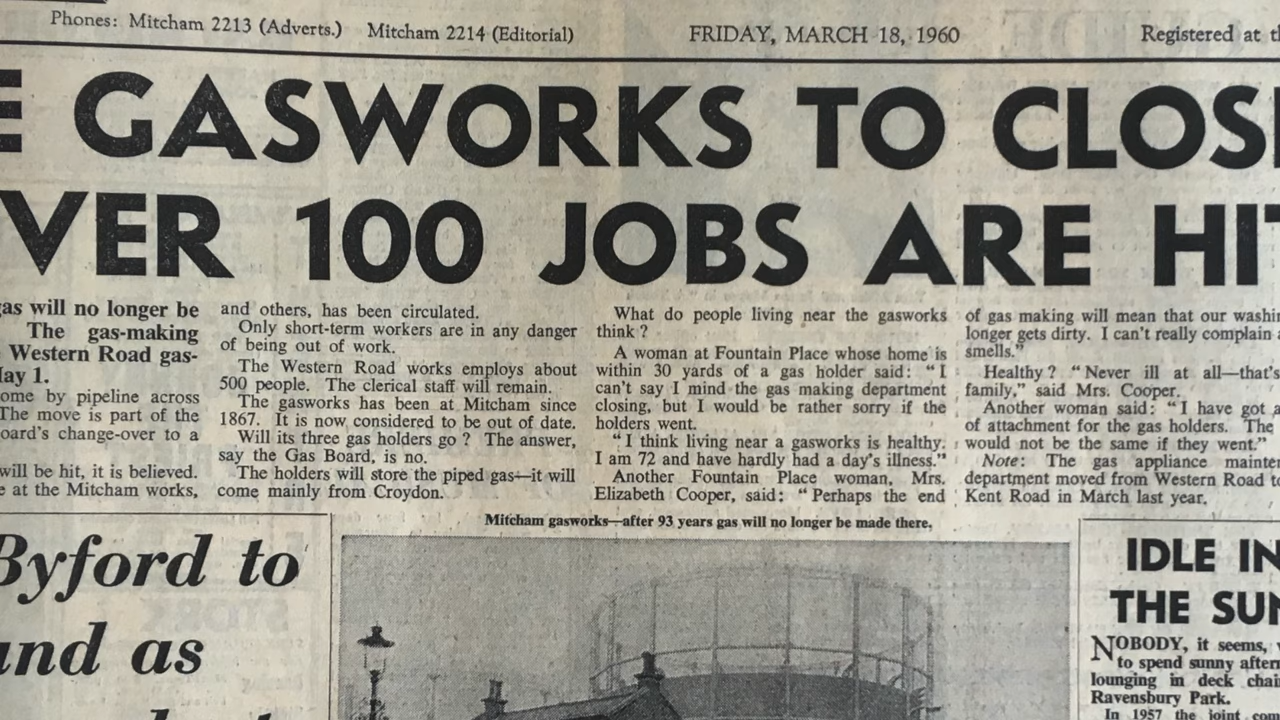 Phones: Mitcham 2213 (Adverts.) Mitcham 2214 (Editorial)
FRIDAY, MARCH 18, 1960
Registered at
E GASWORKS TO CLOS
VER 100 JOBS ARE HI
gas will no longer be
The gas-making
Western Road gas-
ay 1.
ome by pipeline across
The move is part of the
oard's change-over to a
will be hit, it is believed.
e at the Mitcham works,
and others, has been circulated.
Only short-term workers are in any danger
of being out of work.
The Western Road works employs about
500 people. The clerical staff will remain.
The gasworks has been at Mitcham since
1867. It is now considered to be out of date.
Will its three gas holders go? The answer,
say the Gas Board, is no.
The holders will store the piped gas—it will
come mainly from Croydon.
What do people living near the gasworks
think?
A woman at Fountain Place whose home is
within 30 yards of a gas holder said: "I
can't say I mind the gas making department
closing, but I would be rather sorry if the
holders went.
"I think living near a gasworks is healthy.
I am 72 and have hardly had a day's illness."
Another Fountain Place woman, Mrs.
Elizabeth Cooper, said: "Perhaps the end
of gas making will mean that our washi
longer gets dirty. I can't really complain
smells."
Healthy? "Never ill at all—that's
family," said Mrs. Cooper.
Another woman said: "I have got a
of attachment for the gas holders. The
would not be the same if they went."
Note: The gas appliance mainte
department moved from Western Road to
Kent Road in March last year.
Mitcham gasworks—after 93 years gas will no longer be made there.
Byford to
and as
IDLE IN
THE SUN
NOBODY, it seems,
to spend sunny after
lounging in deck chai
Ravensbury Park.
In 1957 the joint com